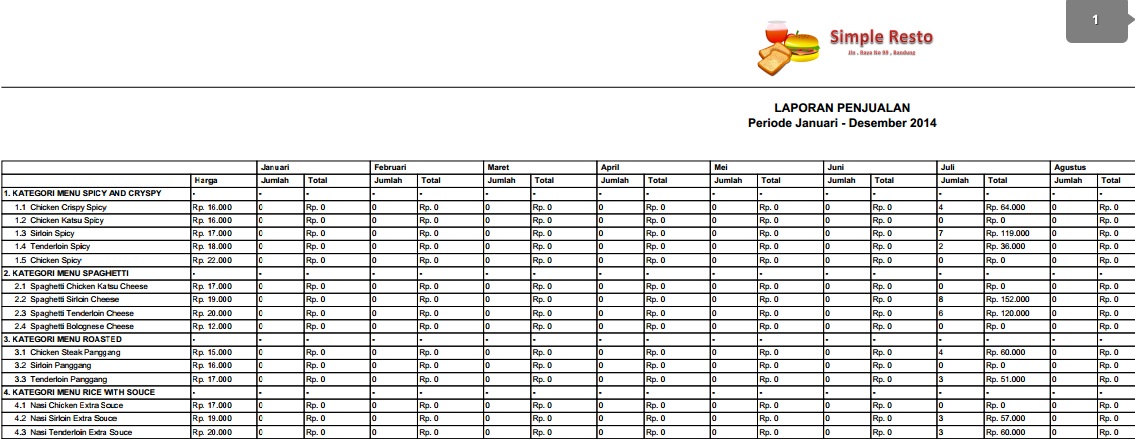 1
Simple Resto
Jln . Raya No 99 , Bandung
LAPORAN PENJUALAN
Periode Januari - Desember 2014
Januari Februari Maret April Mei Juni Juli Agustus
Harga Jumlah Total Jumlah Total Jumlah Total Jumlah Total Jumlah Total Jumlah Total Jumlah Total Jumlah Total
1. KATEGORI MENU SPICY AND CRYSPY - - - - - - - - - - - - - - - -
1.1 Chicken Crispy Spicy Rp. 16.000 0 Rp. 0 0 Rp. 0 0 Rp. 0 0 Rp. 0 0 Rp. 0 0 Rp. 0 4 Rp. 64.000 0 Rp. 0
1.2 Chicken Katsu Spicy Rp. 16.000 0 Rp. 0 0 Rp. 0 0 Rp. 0 0 Rp. 0 0 Rp. 0 0 Rp. 0 0 Rp. 0 0 Rp. 0
1.3 Sirloin Spicy Rp. 17.000 0 Rp. 0 0 Rp. 0 0 Rp. 0 0 Rp. 0 0 Rp. 0 0 Rp. 0 7 Rp. 119.000 0 Rp. 0
1.4 Tenderloin Spicy Rp. 18.000 0 Rp. 0 0 Rp. 0 0 Rp. 0 0 Rp. 0 0 Rp. 0 0 Rp. 0 2 Rp. 36.000 0 Rp. 0
1.5 Chicken Spicy Rp. 22.000 0 Rp. 0 0 Rp. 0 0 Rp. 0 0 Rp. 0 0 Rp. 0 0 Rp. 0 0 Rp. 0 0 Rp. 0
2. KATEGORI MENU SPAGHETTI - - - - - - - - - - - - - - - -
2.1 Spaghetti Chicken Katsu Cheese Rp. 17.000 0 Rp. 0 0 Rp. 0 0 Rp. 0 0 Rp. 0 0 Rp. 0 0 Rp. 0 0 Rp. 0 0 Rp. 0
2.2 Spaghetti Sirloin Cheese Rp. 19.000 0 Rp. 0 0 Rp. 0 0 Rp. 0 0 Rp. 0 0 Rp. 0 0 Rp. 0 8 Rp. 152.000 0 Rp. 0
2.3 Spaghetti Tenderloin Cheese Rp. 20.000 0 Rp. 0 0 Rp. 0 0 Rp. 0 0 Rp. 0 0 Rp. 0 0 Rp. 0 6 Rp. 120.000 0 Rp. 0
2.4 Spaghetti Bolognese Cheese Rp. 12.000 0 Rp. 0 0 Rp. 0 0 Rp. 0 0 Rp. 0 0 Rp. 0 0 Rp. 0 0 Rp. 0 0 Rp. 0
3. KATEGORI MENU ROASTED - - - - - - - - - - - - - - - -
3.1 Chicken Steak Panggang Rp. 15.000 0 Rp. 0 0 Rp. 0 0 Rp. 0 0 Rp. 0 0 Rp. 0 0 Rp. 0 4 Rp. 60.000 0 Rp. 0
3.2 Sirloin Panggang Rp. 16.000 0 Rp. 0 0 Rp. 0 0 Rp. 0 0 Rp. 0 0 Rp. 0 0 Rp. 0 0 Rp. 0 0 Rp. 0
3.3 Tenderloin Panggang Rp. 17.000 0 Rp. 0 0 Rp. 0 0 Rp. 0 0 Rp. 0 0 Rp. 0 0 Rp. 0 3 Rp. 51.000 0 Rp. 0
4. KATEGORI MENU RICE WITH SOUCE - - - - - - - - - - - - - - - -
4.1 Nasi Chicken Extra Souce Rp. 17.000 0 Rp. 0 0 Rp. 0 0 Rp. 0 0 Rp. 0 0 Rp. 0 0 Rp. 0 0 Rp. 0 0 Rp. 0
4.2 Nasi Sirloin Extra Souce Rp. 19.000 0 Rp. 0 0 Rp. 0 0 Rp. 0 0 Rp. 0 0 Rp. 0 0 Rp. 0 3 Rp. 57.000 0 Rp. 0
4.3 Nasi Tenderloin Extra Souce Rp. 20.000 0 Rp. 0 0 Rp. 0 0 Rp. 0 0 Rp. 0 0 Rp. 0 0 Rp. 0 3 Rp. 60.000 0 Rp. 0